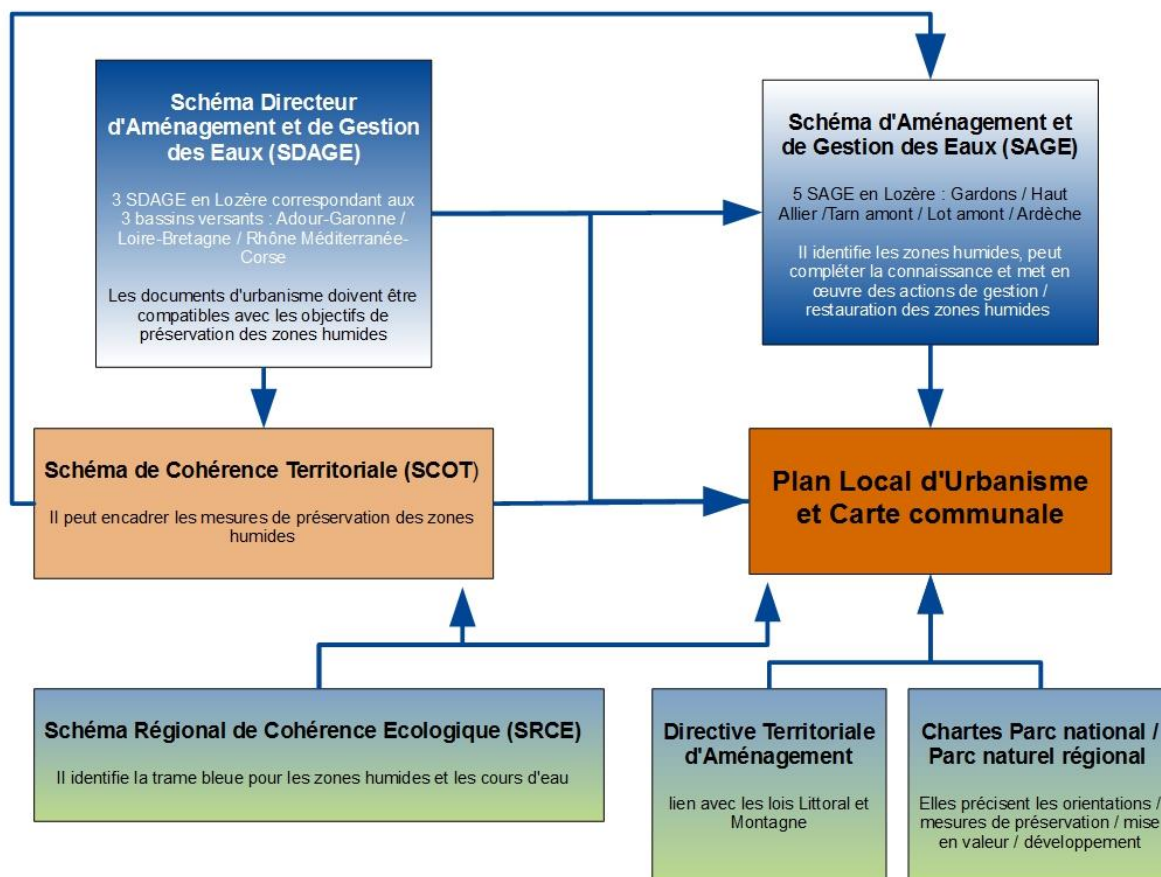 Schéma Directeur
d'Aménagement et de Gestion
des Eaux (SDAGE)
3 SDAGE en Lozère correspondant aux
3 bassins versants : Adour-Garonne /
Loire-Bretagne / Rhône Méditerranée-
Corse
Les documents d'urbanisme doivent être
compatibles avec les objectifs de
préservation des zones humides
Schéma d'Aménagement et
de Gestion des Eaux (SAGE)
5 SAGE en Lozère : Gardons / Haut
Allier /Tarn amont / Lot amont / Ardèche
Il identifie les zones humides, peut
compléter la connaissance et met en
œuvre des actions de gestion /
restauration des zones humides
Schéma de Cohérence Territoriale (SCOT)
Il peut encadrer les mesures de préservation des zones
humides
Plan Local d'Urbanisme
et Carte communale
Schéma Régional de Cohérence Ecologique (SRCE)
Il identifie la trame bleue pour les zones humides et les cours d'eau
Directive Territoriale
d'Aménagement
lien avec les lois Littoral et
Montagne
Chartes Parc national /
Parc naturel régional
Elles précisent les orientations /
mesures de préservation / mise
en valeur / développement